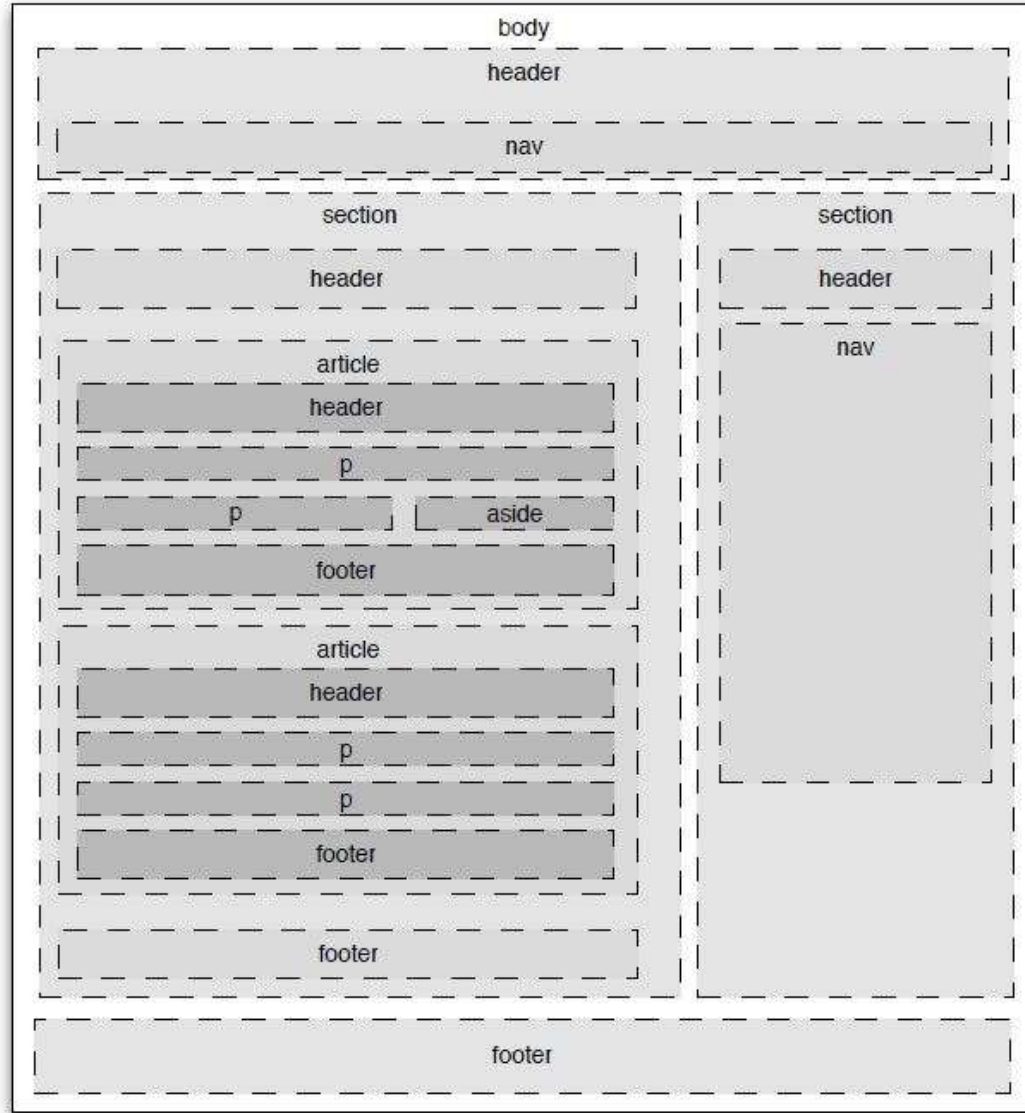 body
header
nav
section
header
article
header
p
p
aside
footer
article
header
p
p
footer
footer
section
header
nav
footer